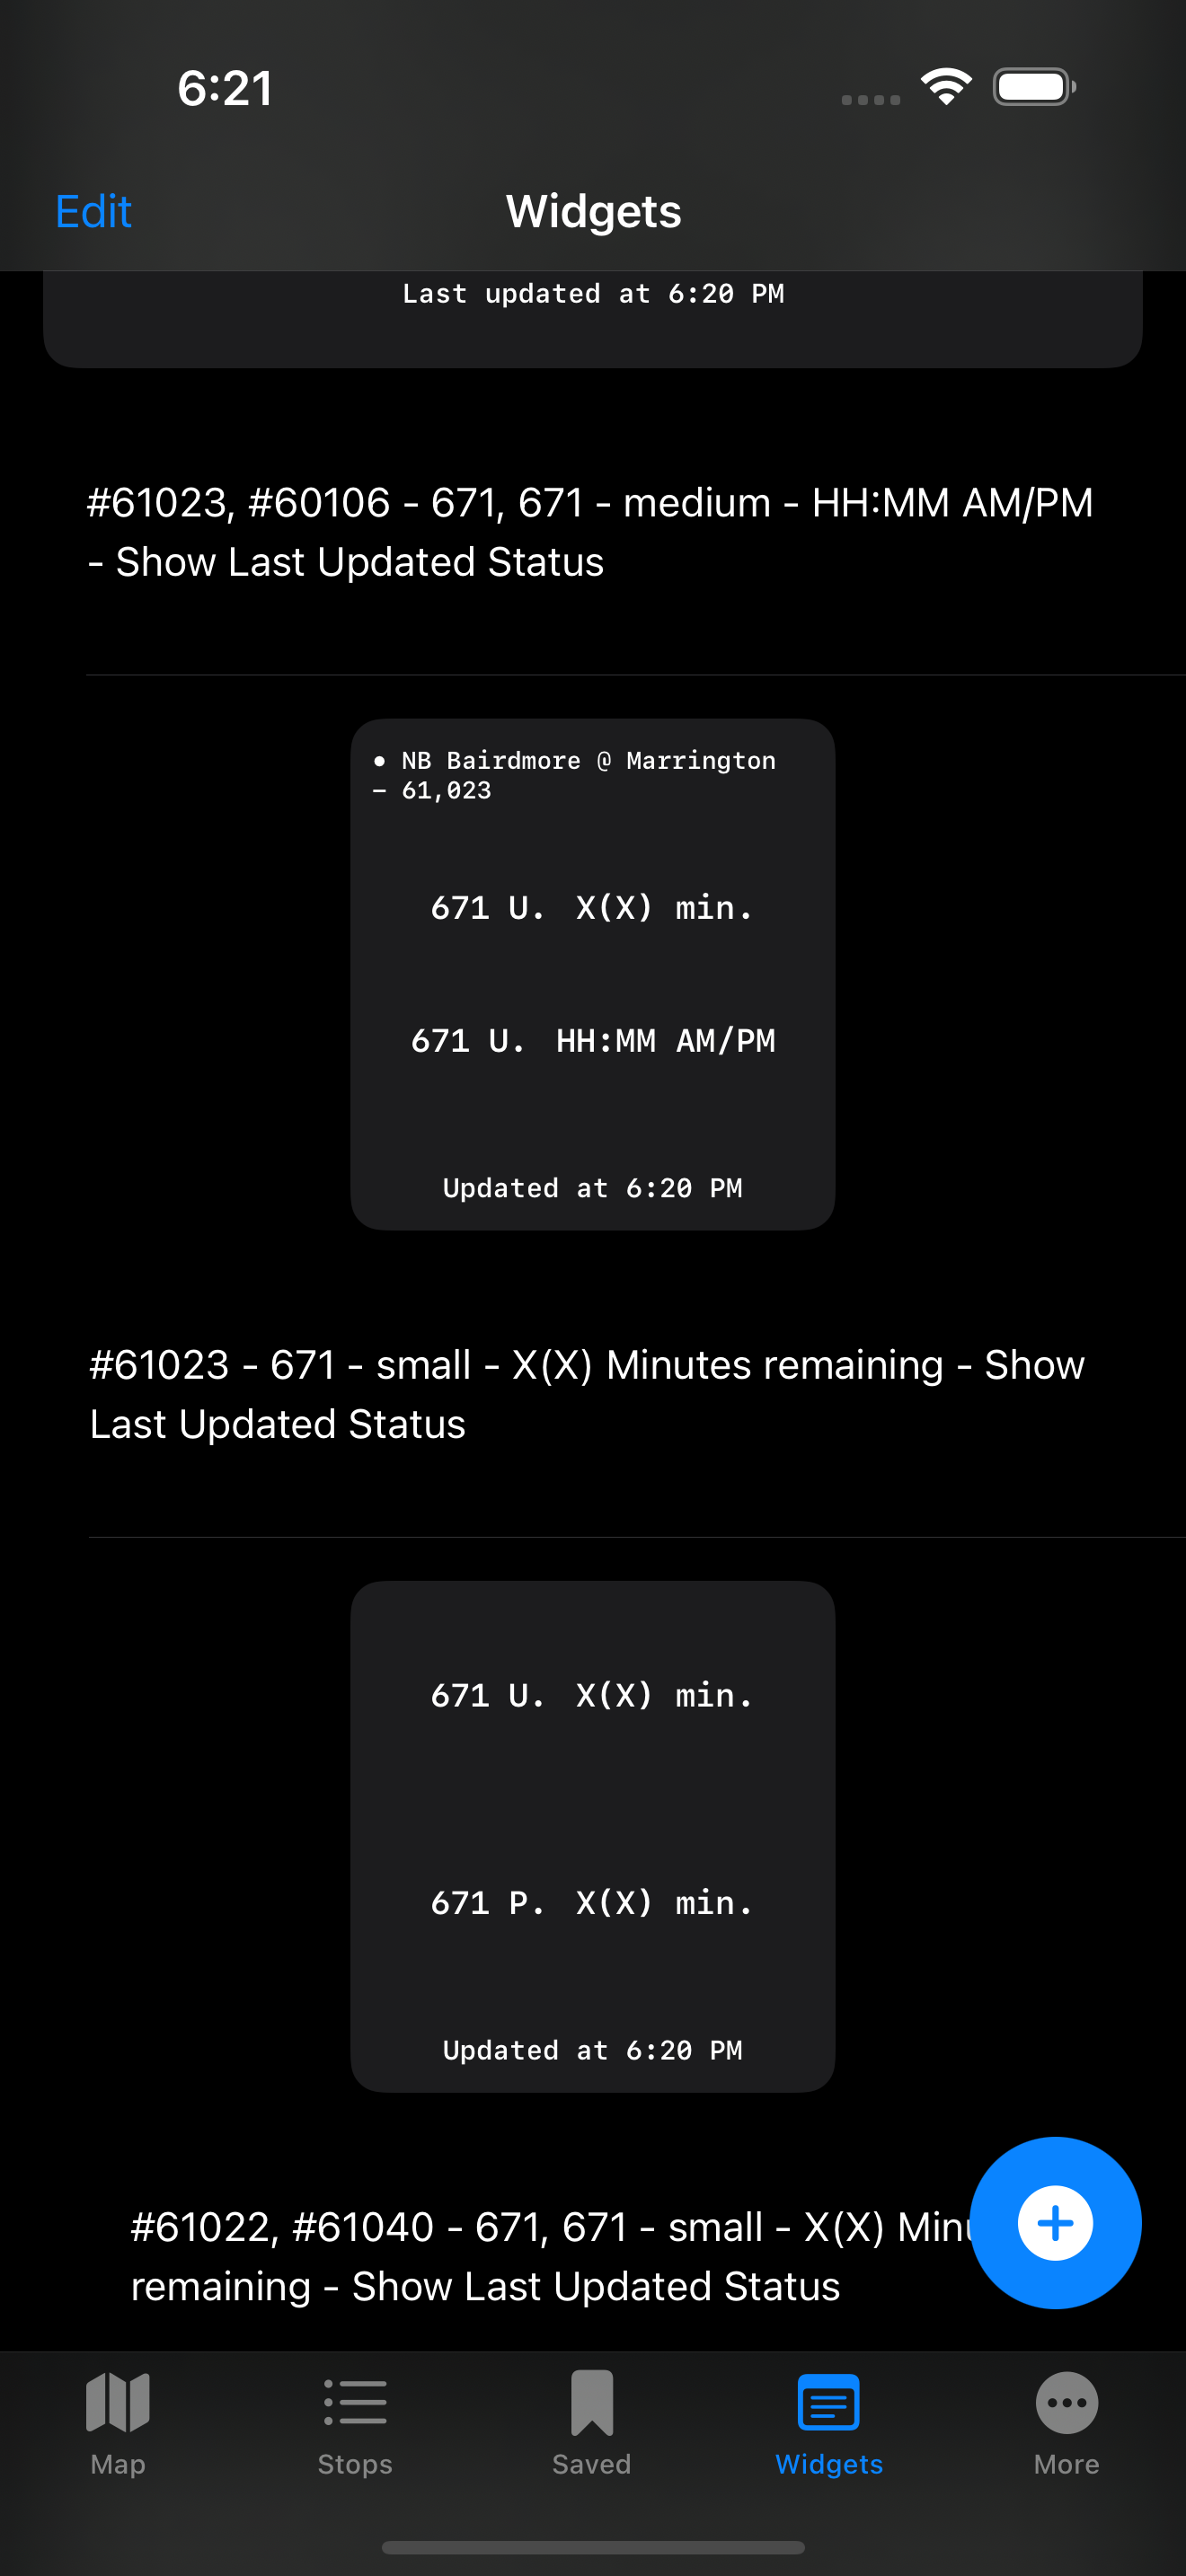 6:21
Edit
Widgets
Last updated at 6:20 PM
#61023, #60106 - 671, 671 - medium - HH:MM AM/PM
- Show Last Updated Status
• NB Bairdmore @ Marrington
- 61,023
671 U. X(X) min.
671 U. HH:MM AM/PM
Updated at 6:20 PM
#61023 - 671 - small - X(X) Minutes remaining - Show
Last Updated Status
671 U. X(X) min.
671 P. X(X) min.
Updated at 6:20 PM
#61022, #61040 - 671, 671 - small - X(X)
remaining - Show Last Updated Status
Map
Stops
Saved
Widgets
More